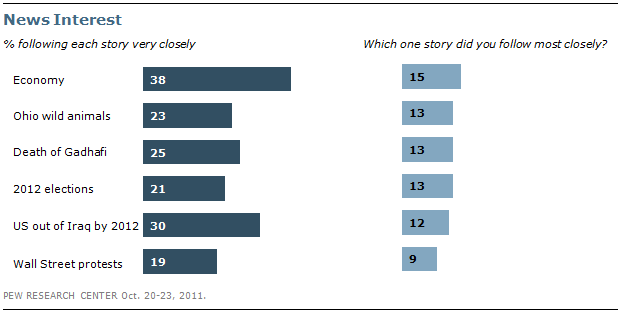 News Interest
% following each story very closely
Which one story did you follow most closely?
Economy 38 15
Ohio wild animals 23 13
Death of Gadhafi 25 13
2012 elections 21 13
US out of Iraq by 2012 30 12
Wall Street protests 19 9
PEW RESEARCH CENTER Oct. 20-23, 2011.